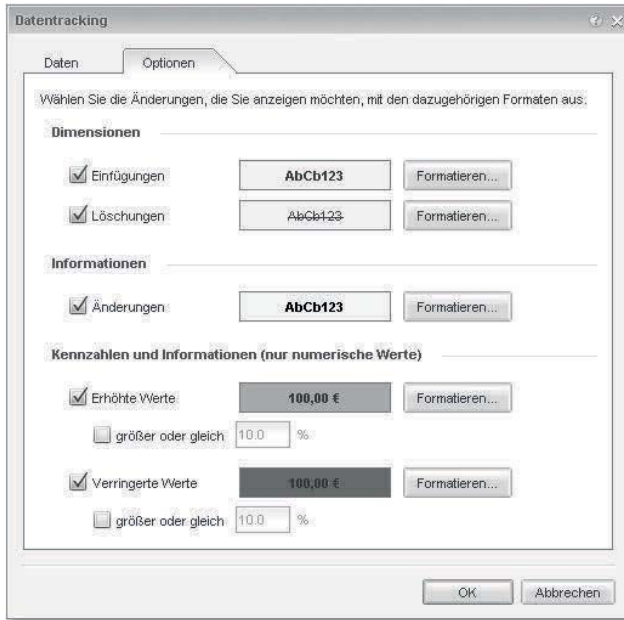 Datentracking
Daten Optionen
Wählen Sie die Änderungen, die Sie anzeigen möchten, mit den dazugehörigen Formaten aus:
Dimensionen
Einfügungen AbCb123 Formatieren...
Löschungen AbCb123 Formatieren...
Informationen
Änderungen AbCb123 Formatieren...
Kennzahlen und Informationen (nur numerische Werte)
Erhöhte Werte 100,00 € Formatieren...
größer oder gleich 10.0 %
Verringerte Werte 100,00 € Formatieren...
größer oder gleich 10.0 %
OK Abbrechen